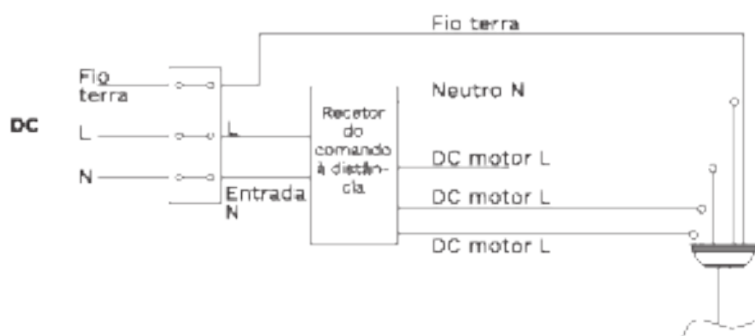 Fio terra
Fio
terra
Neutro N
Recetor
do
comando
à distân-
cia
DC
L
L
DC motor L
N
Entrada
N
DC motor L
DC motor L